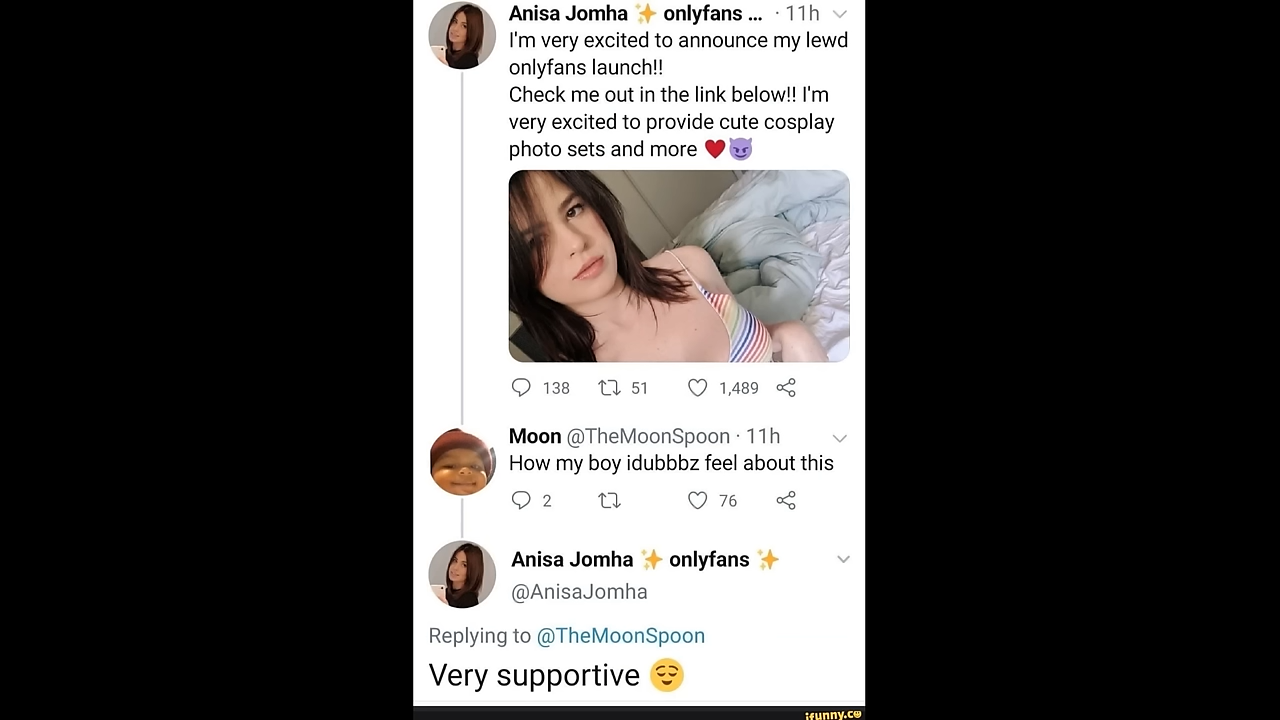 Anisa Jomha ✨ onlyfans ... · 11h
I'm very excited to announce my lewd
onlyfans launch!!
Check me out in the link below!! I'm
very excited to provide cute cosplay
photo sets and more ♥️😈
138 51 1,489
Moon @TheMoonSpoon · 11h
How my boy idubbbz feel about this
2 76
Anisa Jomha ✨ onlyfans ✨
@AnisaJomha
Replying to @TheMoonSpoon
Very supportive 😌
ifunny.co